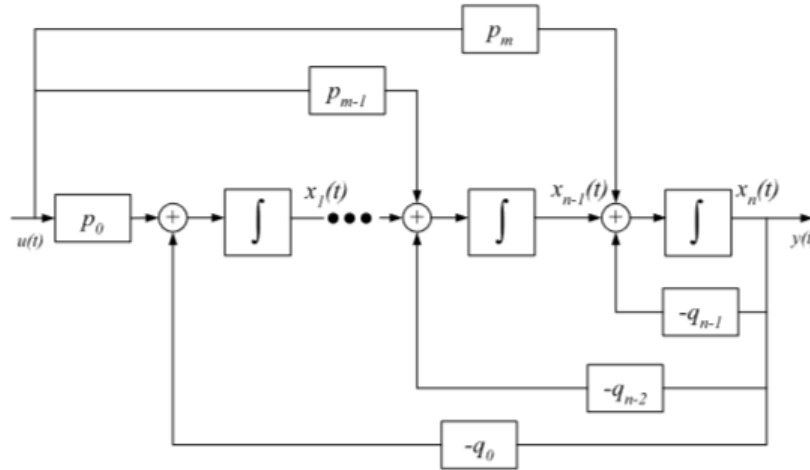 p_m
p_{m-1}
x_1(t) x_{n-1}(t) x_n(t)
u(t) p_0 + ∫ ••• + ∫ + ∫ y(t
-q_{n-1}
-q_{n-2}
-q_0